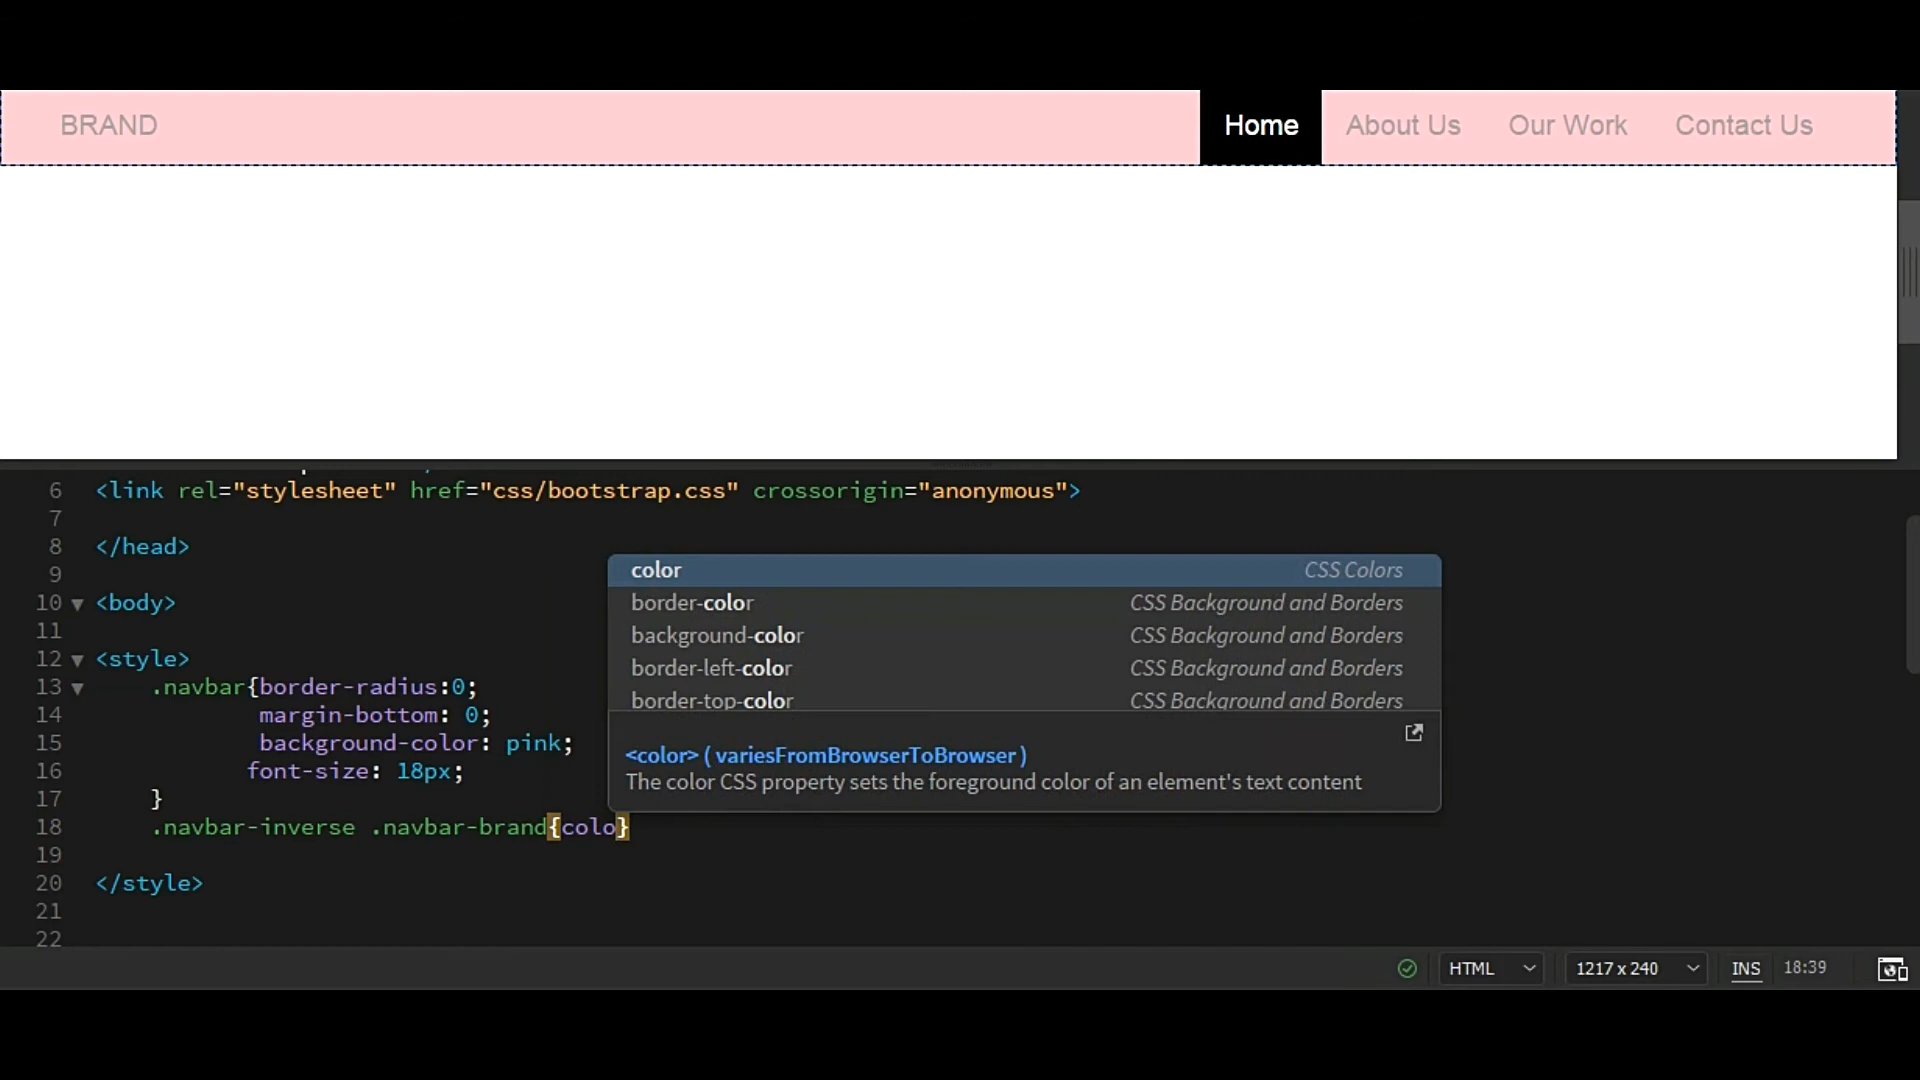 BRAND Home About Us Our Work Contact Us
6 <link rel="stylesheet" href="css/bootstrap.css" crossorigin="anonymous">
7
8 </head>
9
10 <body>
11
12 <style>
13 .navbar{border-radius:0;
14 margin-bottom: 0;
15 background-color: pink;
16 font-size: 18px;
17 }
18 .navbar-inverse .navbar-brand{colo}
19
20 </style>
21
22
color CSS Colors
border-color CSS Background and Borders
background-color CSS Background and Borders
border-left-color CSS Background and Borders
border-top-color CSS Background and Borders
<color> ( variesFromBrowserToBrowser )
The color CSS property sets the foreground color of an element's text content
HTML 1217 x 240 INS 18:39